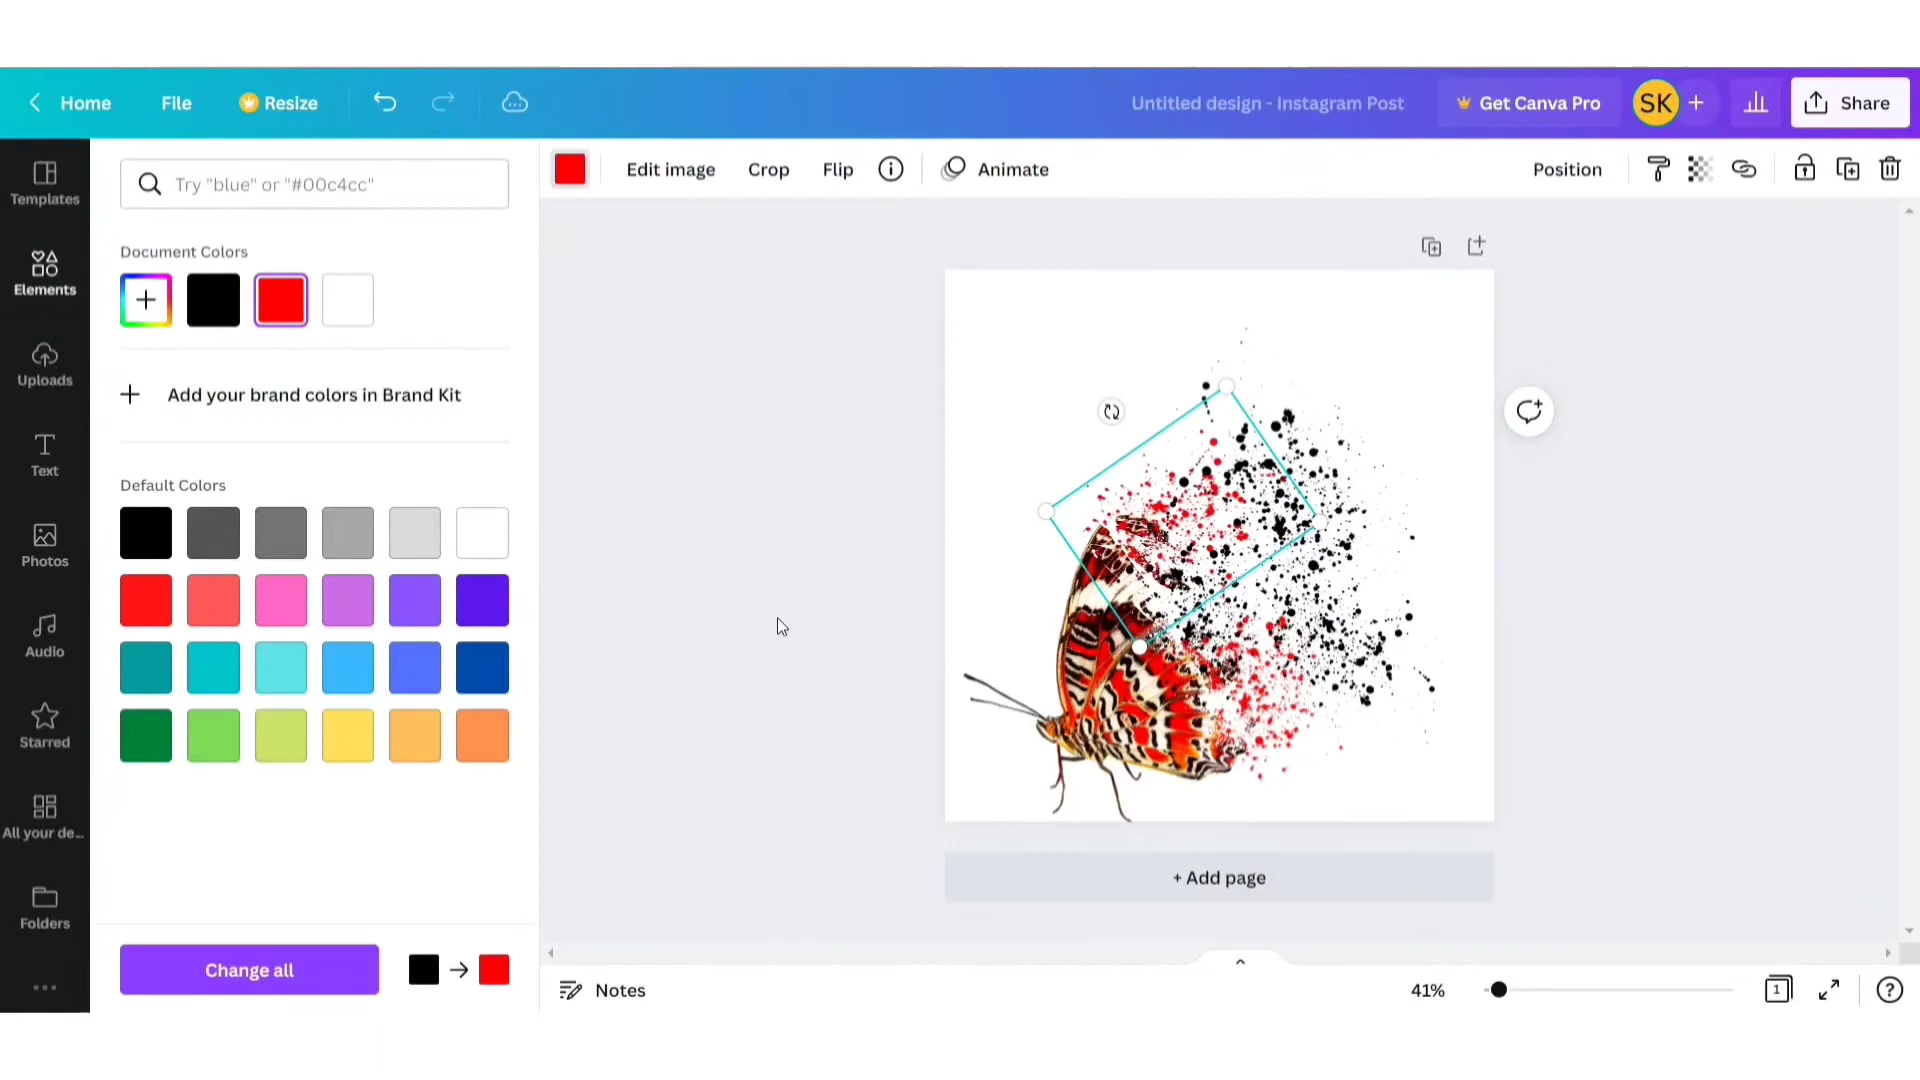 Home
File
Resize
Untitled design - Instagram Post
Get Canva Pro
SK
Share
Templates
Elements
Uploads
Text
Photos
Audio
Starred
All your de...
Folders
Try "blue" or "#00c4cc"
Document Colors
Add your brand colors in Brand Kit
Default Colors
Change all
Edit image
Crop
Flip
Animate
Position
+ Add page
Notes
41%
1
?